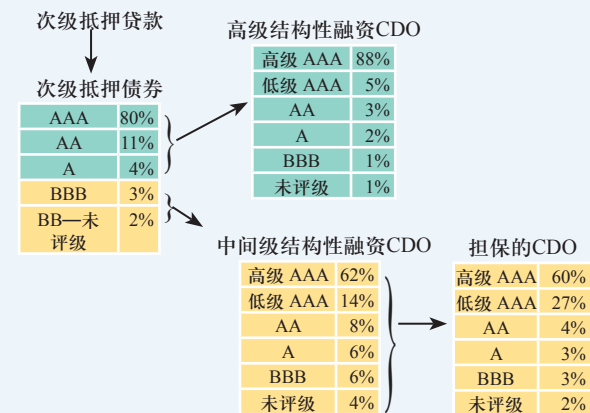 次级抵押贷款
次级抵押债券
AAA 80%
AA 11%
A 4%
BBB 3%
BB—未 2%
评级
高级结构性融资CDO
高级 AAA 88%
低级 AAA 5%
AA 3%
A 2%
BBB 1%
未评级 1%
中间级结构性融资CDO
高级 AAA 62%
低级 AAA 14%
AA 8%
A 6%
BBB 6%
未评级 4%
担保的CDO
高级 AAA 60%
低级 AAA 27%
AA 4%
A 3%
BBB 3%
未评级 2%